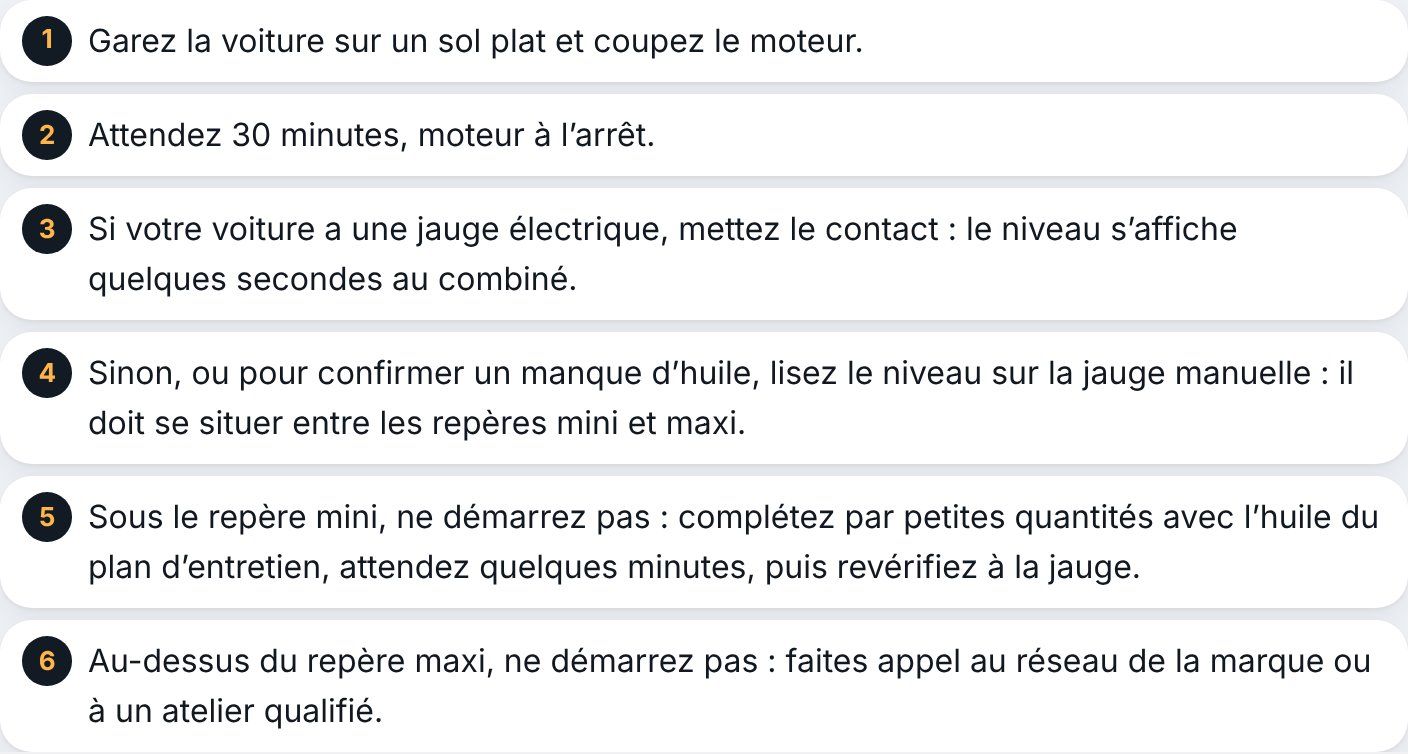 1 Garez la voiture sur un sol plat et coupez le moteur.
2 Attendez 30 minutes, moteur à l’arrêt.
3 Si votre voiture a une jauge électrique, mettez le contact : le niveau s’affiche
quelques secondes au combiné.
4 Sinon, ou pour confirmer un manque d’huile, lisez le niveau sur la jauge manuelle : il
doit se situer entre les repères mini et maxi.
5 Sous le repère mini, ne démarrez pas : complétez par petites quantités avec l’huile du
plan d’entretien, attendez quelques minutes, puis revérifiez à la jauge.
6 Au-dessus du repère maxi, ne démarrez pas : faites appel au réseau de la marque ou
à un atelier qualifié.